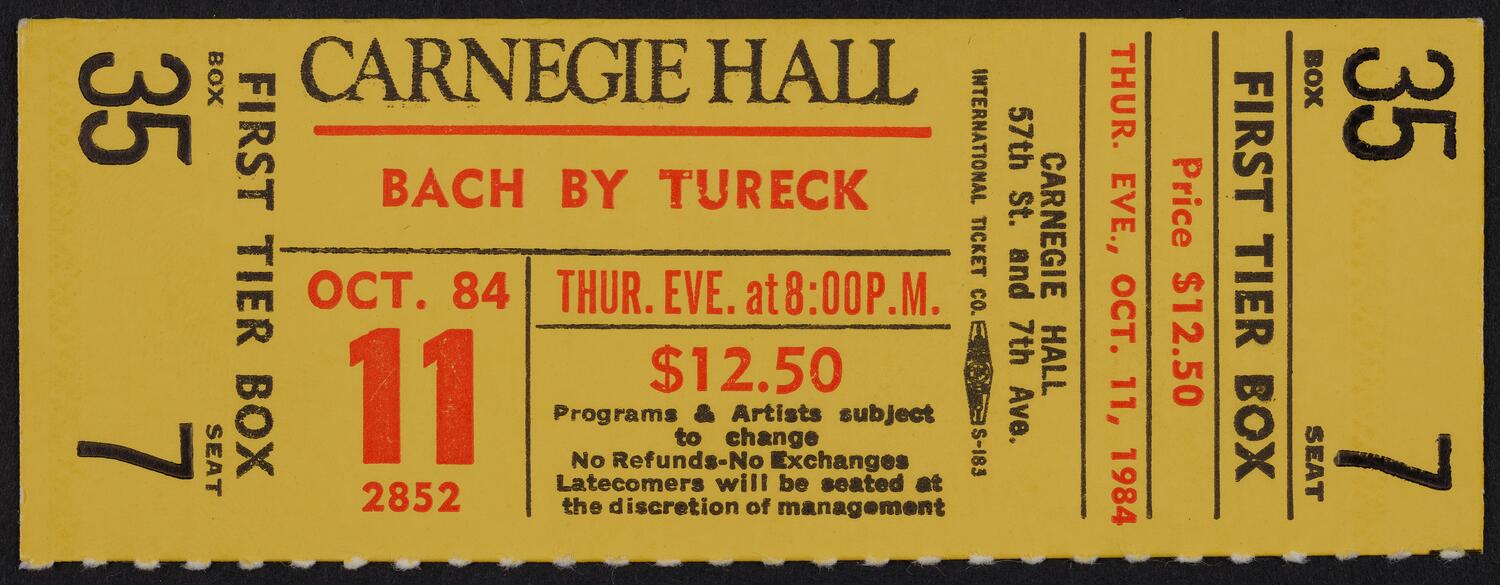 BOX
35
SEAT
7
FIRST TIER BOX
CARNEGIE HALL
BACH BY TURECK
OCT. 84
11
2852
THUR. EVE. at 8:00 P.M.
$12.50
Programs & Artists subject
to change
No Refunds-No Exchanges
Latecomers will be seated at
the discretion of management
INTERNATIONAL TICKET CO. S-183
CARNEGIE HALL
57th St. and 7th Ave.
THUR. EVE., OCT. 11, 1984
Price $12.50
FIRST TIER BOX
BOX
35
SEAT
7